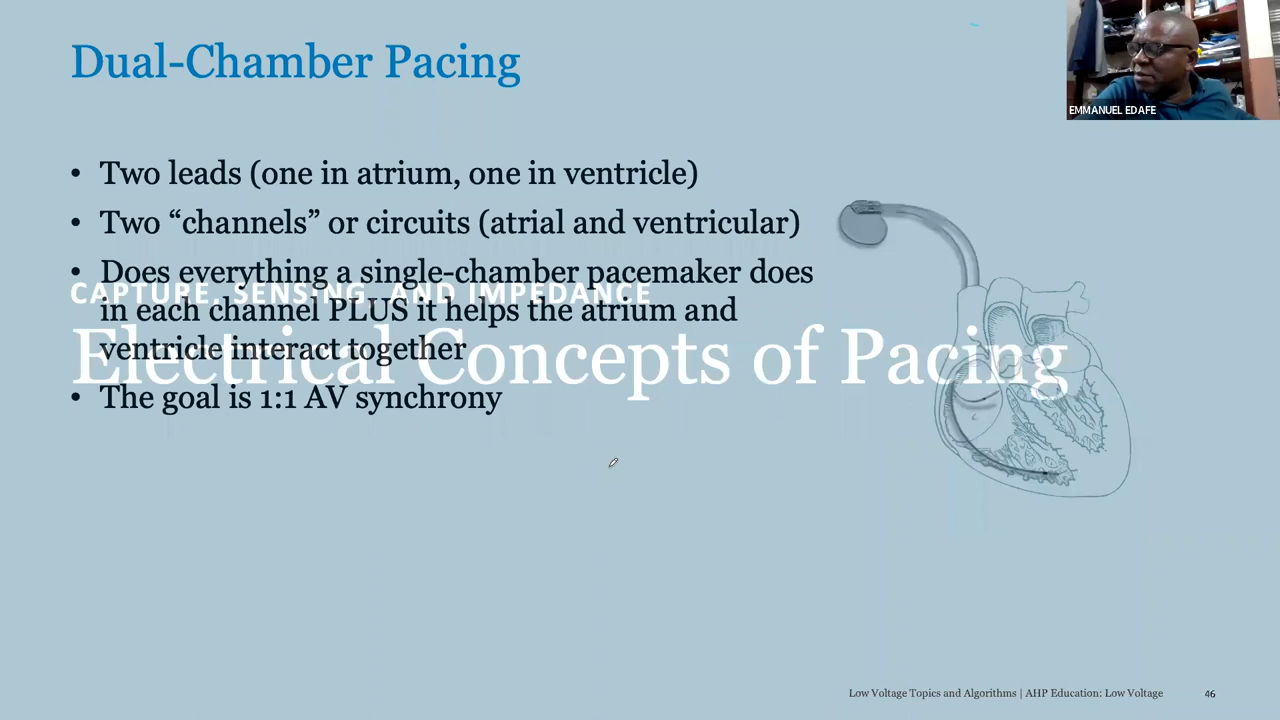 Dual-Chamber Pacing
EMMANUEL EDAFE
• Two leads (one in atrium, one in ventricle)
• Two “channels” or circuits (atrial and ventricular)
• Does everything a single-chamber pacemaker does
in each channel PLUS it helps the atrium and
ventricle interact together
• The goal is 1:1 AV synchrony
CAPTURE, SENSING, AND IMPEDANCE
Electrical Concepts of Pacing
Low Voltage Topics and Algorithms | AHP Education: Low Voltage 46